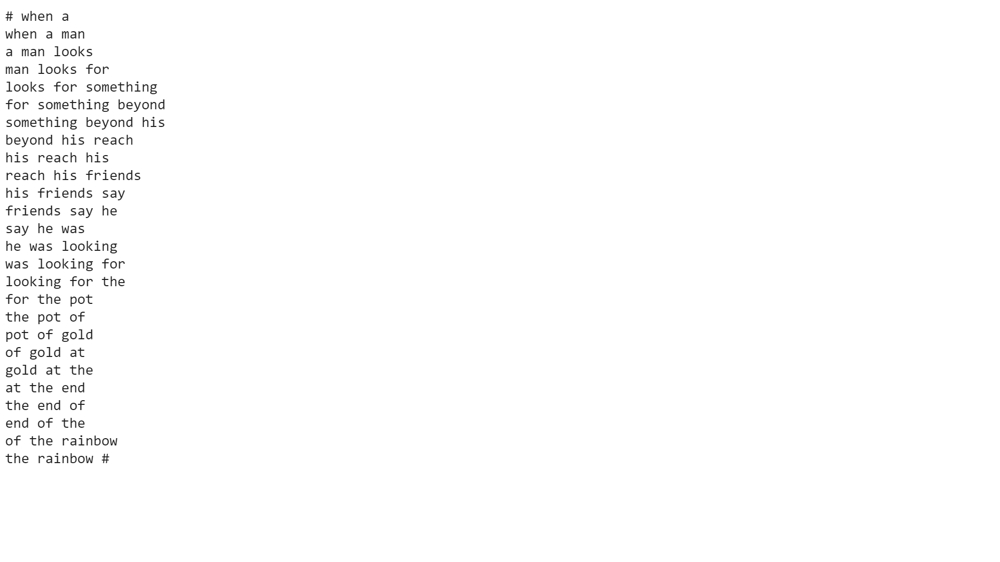 # when a
when a man
a man looks
man looks for
looks for something
for something beyond
something beyond his
beyond his reach
his reach his
reach his friends
his friends say
friends say he
say he was
he was looking
was looking for
looking for the
for the pot
the pot of
pot of gold
of gold at
gold at the
at the end
the end of
end of the
of the rainbow
the rainbow #